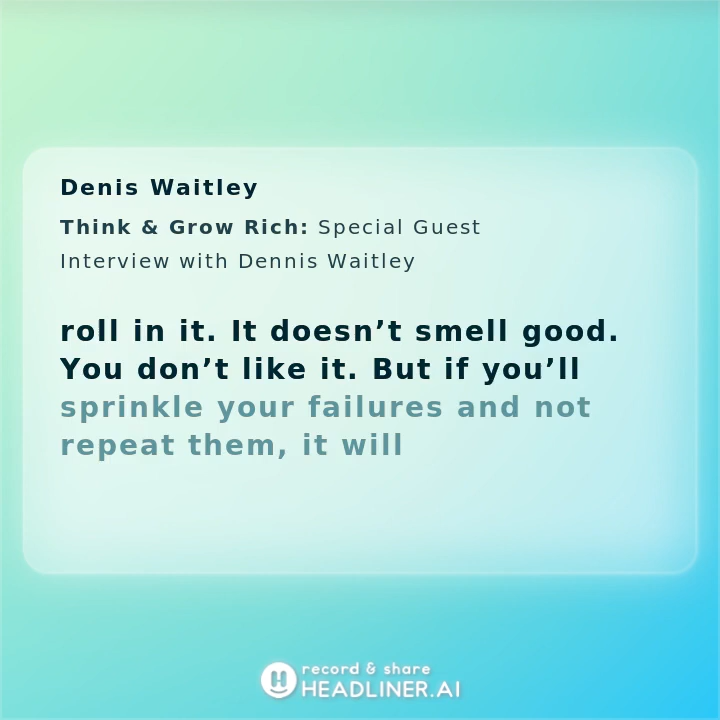 Denis Waitley
Think & Grow Rich: Special Guest
Interview with Dennis Waitley
roll in it. It doesn’t smell good.
You don’t like it. But if you’ll
sprinkle your failures and not
repeat them, it will
record & share
HEADLINER.AI